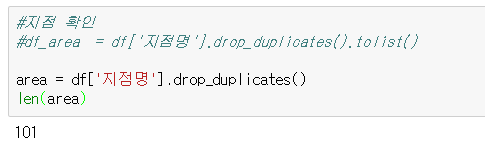 #지점 확인
#df_area = df['지점명'].drop_duplicates().tolist()
area = df['지점명'].drop_duplicates()
len(area)
101